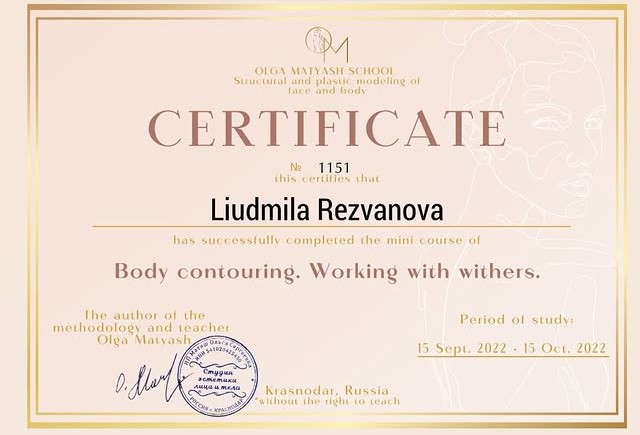 OM
OLGA MATYASH SCHOOL
Structural and plastic modeling of
face and body
CERTIFICATE
№ 1151
this certifies that
Liudmila Rezvanova
has successfully completed the mini course of
Body contouring. Working with withers.
The author of the
methodology and teacher
Olga Matyash
Period of study:
15 Sept. 2022 - 15 Oct. 2022
Студия
эстетики
лица и тела
РОССИЯ г. КРАСНОДАР
Krasnodar, Russia
*without the right to teach